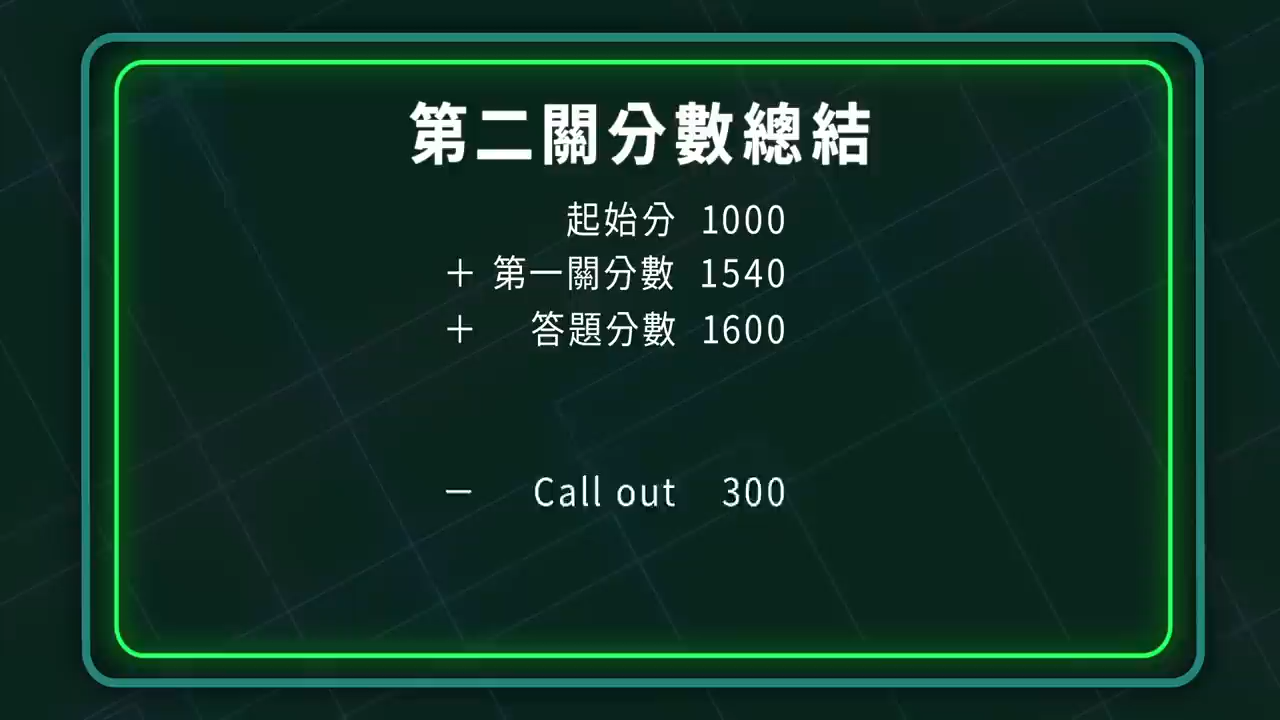 第二關分數總結
起始分 1000
＋ 第一關分數 1540
＋ 答題分數 1600
－ Call out 300